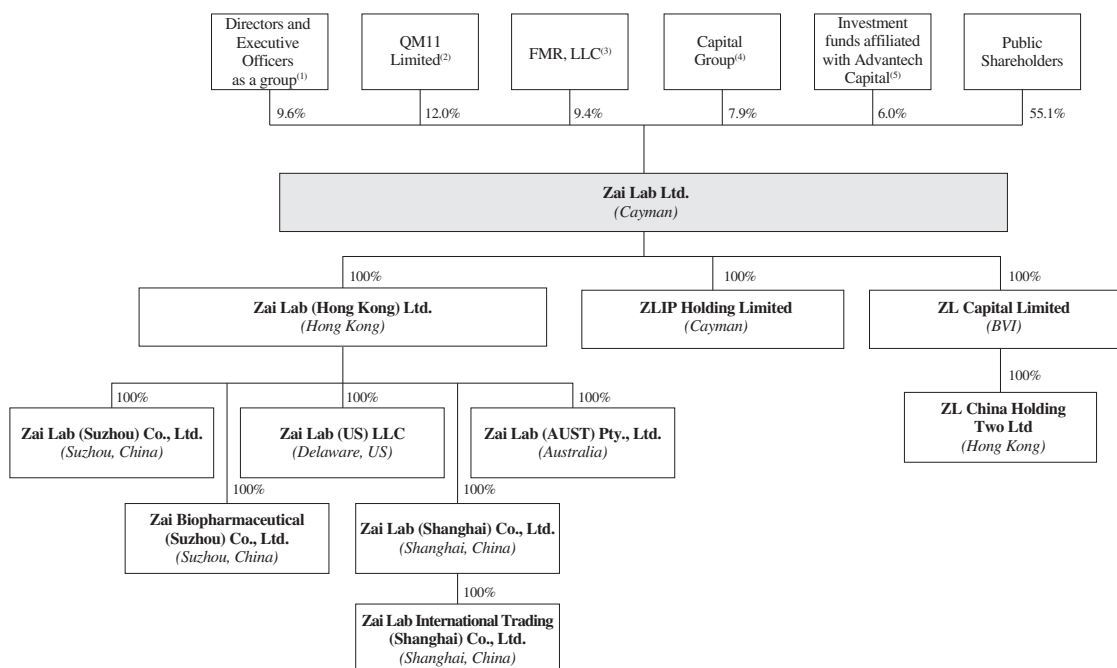 Directors and
Executive
Officers
as a group(1)
QM11
Limited(2)
FMR, LLC(3)
Capital
Group(4)
Investment
funds affiliated
with Advantech
Capital(5)
Public
Shareholders
9.6%
12.0%
9.4%
7.9%
6.0%
55.1%
Zai Lab Ltd.
(Cayman)
100%
100%
100%
Zai Lab (Hong Kong) Ltd.
(Hong Kong)
ZLIP Holding Limited
(Cayman)
ZL Capital Limited
(BVI)
100%
100%
100%
100%
Zai Lab (Suzhou) Co., Ltd.
(Suzhou, China)
Zai Lab (US) LLC
(Delaware, US)
Zai Lab (AUST) Pty., Ltd.
(Australia)
ZL China Holding
Two Ltd
(Hong Kong)
100%
100%
Zai Biopharmaceutical
(Suzhou) Co., Ltd.
(Suzhou, China)
Zai Lab (Shanghai) Co., Ltd.
(Shanghai, China)
100%
Zai Lab International Trading
(Shanghai) Co., Ltd.
(Shanghai, China)